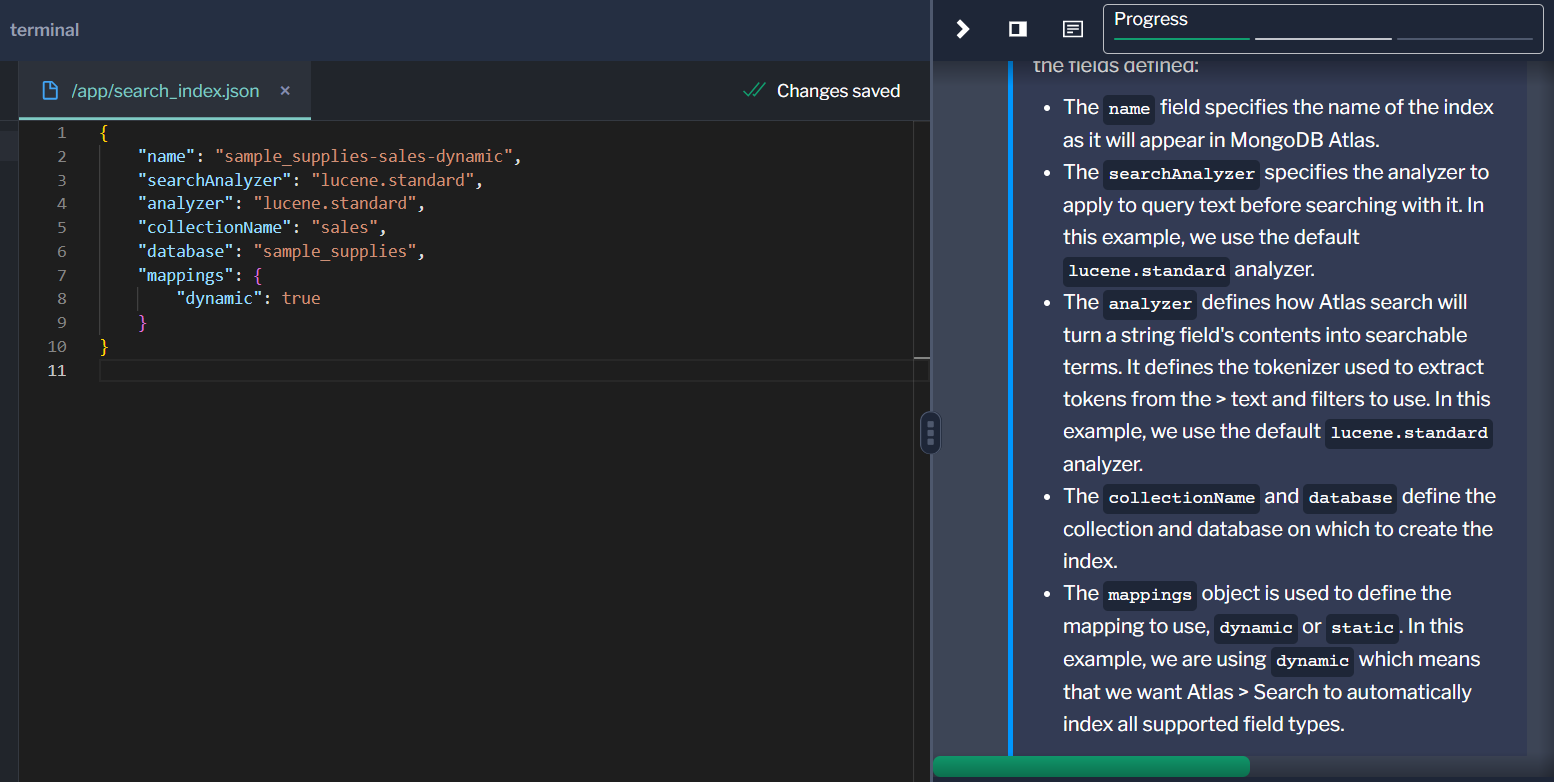 terminal
/app/search_index.json ×
Changes saved
1 {
2 "name": "sample_supplies-sales-dynamic",
3 "searchAnalyzer": "lucene.standard",
4 "analyzer": "lucene.standard",
5 "collectionName": "sales",
6 "database": "sample_supplies",
7 "mappings": {
8 "dynamic": true
9 }
10 }
11
Progress
the fields defined:
• The name field specifies the name of the index
as it will appear in MongoDB Atlas.
• The searchAnalyzer specifies the analyzer to
apply to query text before searching with it. In
this example, we use the default
lucene.standard analyzer.
• The analyzer defines how Atlas search will
turn a string field's contents into searchable
terms. It defines the tokenizer used to extract
tokens from the > text and filters to use. In this
example, we use the default lucene.standard
analyzer.
• The collectionName and database define the
collection and database on which to create the
index.
• The mappings object is used to define the
mapping to use, dynamic or static. In this
example, we are using dynamic which means
that we want Atlas > Search to automatically
index all supported field types.